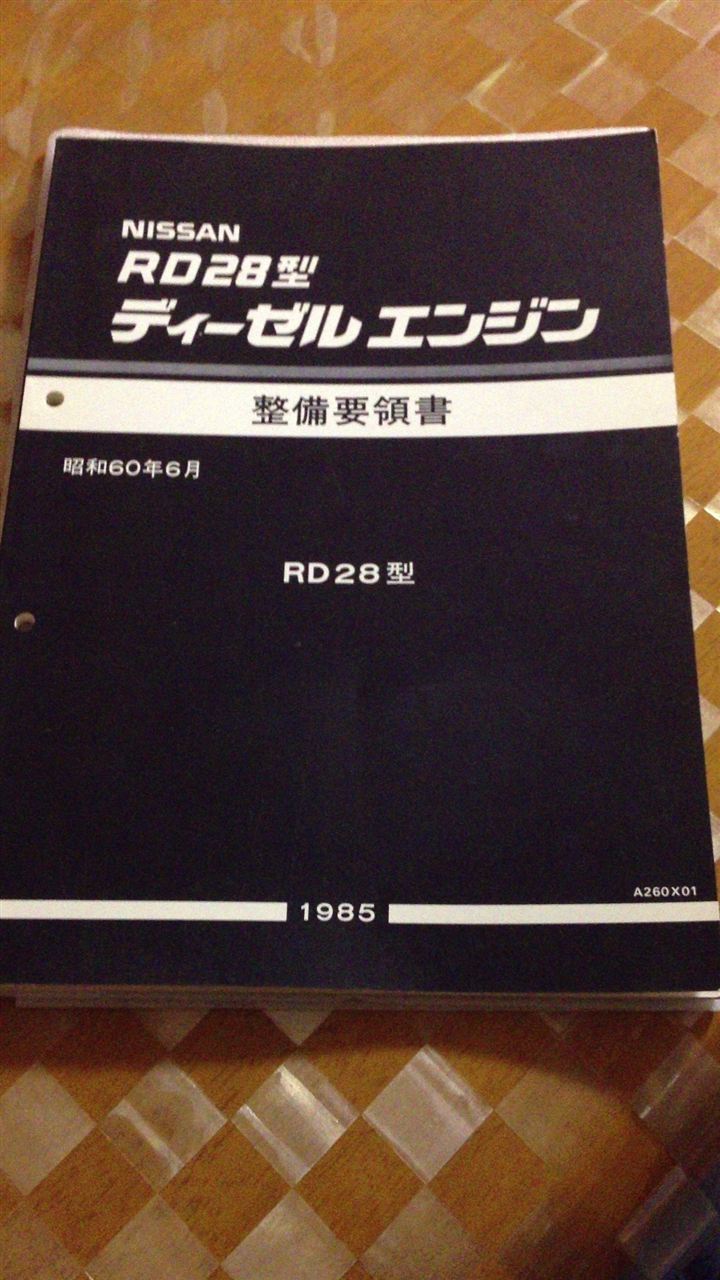 NISSAN
RD28型
ディーゼル エンジン
整備要領書
昭和60年6月
RD28型
A260X01
1985